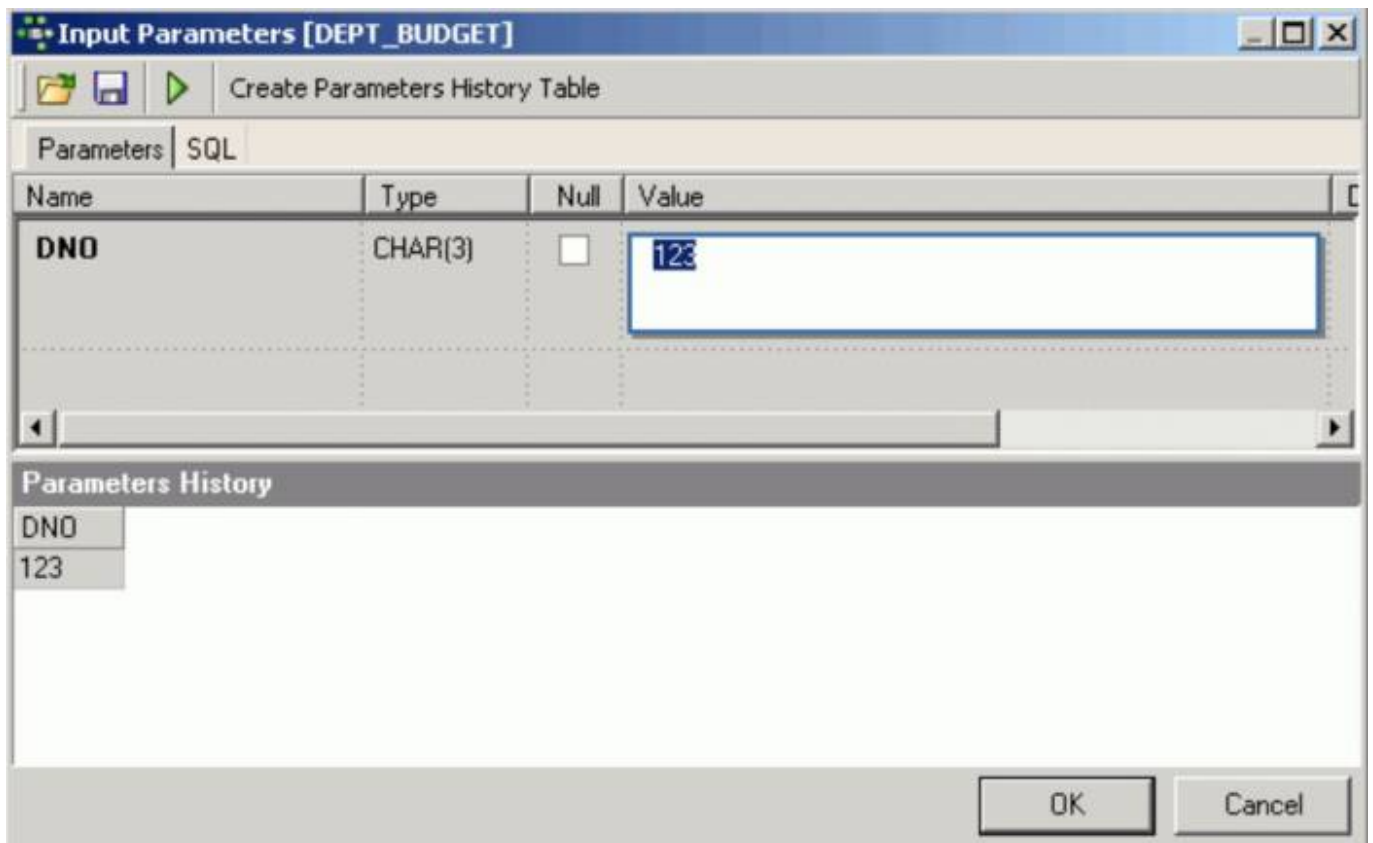 Input Parameters [DEPT_BUDGET]
Create Parameters History Table
Parameters SQL
Name Type Null Value
DNO CHAR(3) 123
Parameters History
DNO
123
OK Cancel